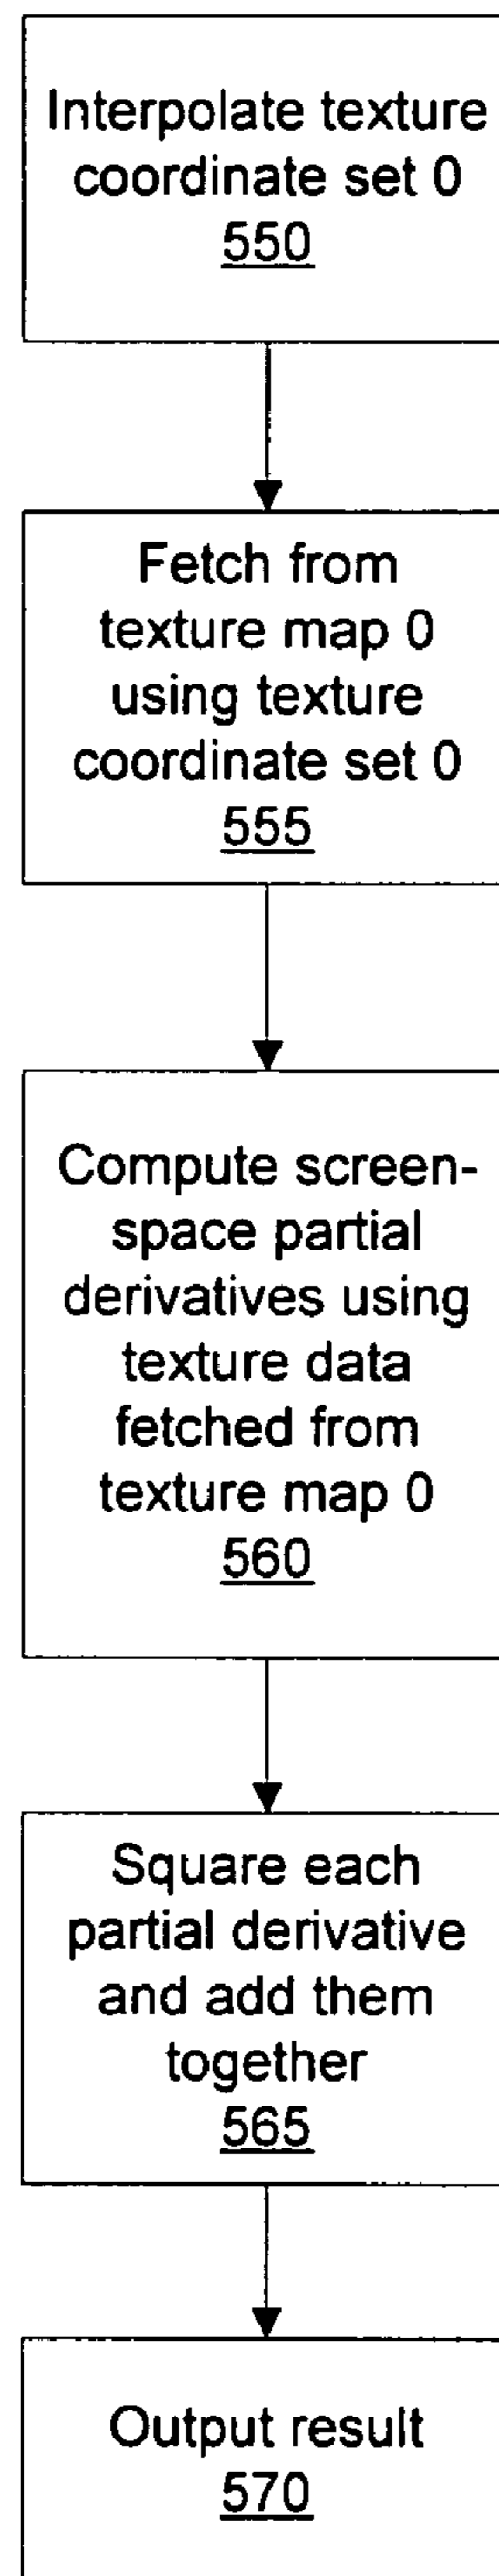 Interpolate texture
coordinate set 0
550
Fetch from
texture map 0
using texture
coordinate set 0
555
Compute screen-
space partial
derivatives using
texture data
fetched from
texture map 0
560
Square each
partial derivative
and add them
together
565
Output result
570